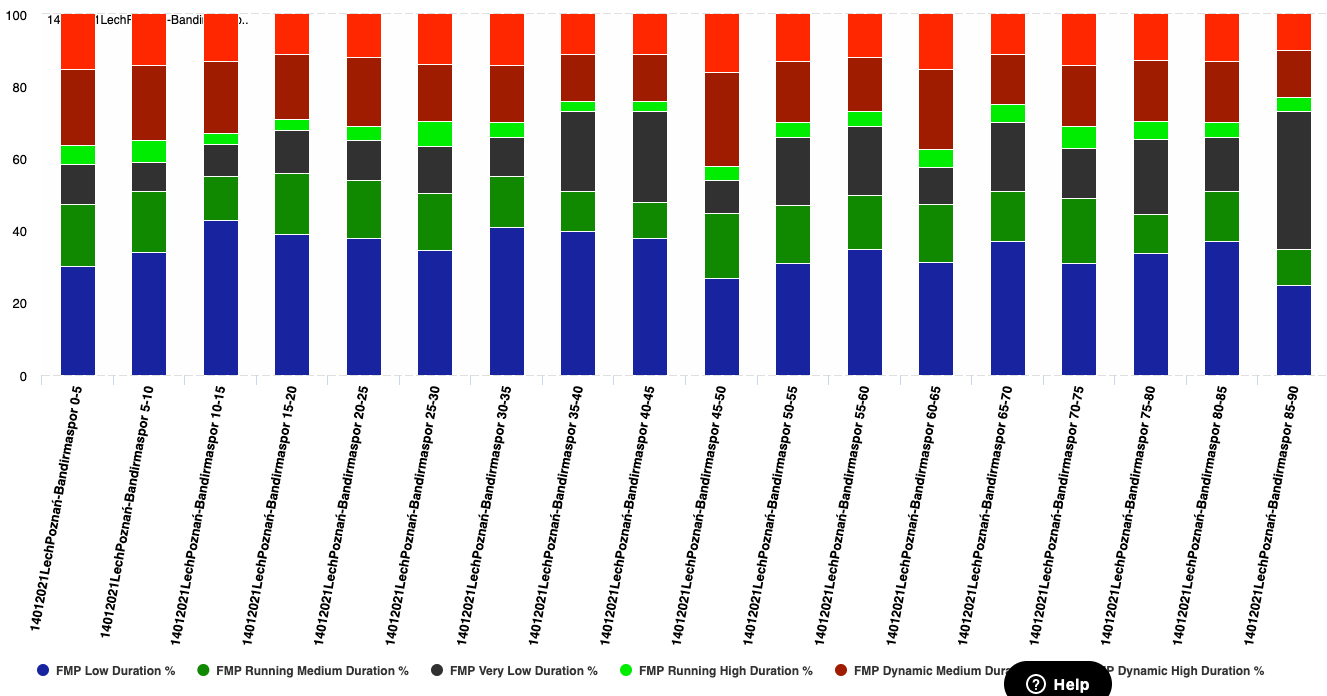 100
80
60
40
20
0
14012021LechPoznań-Bandirmaspor 0-5
14012021LechPoznań-Bandirmaspor 5-10
14012021LechPoznań-Bandirmaspor 10-15
14012021LechPoznań-Bandirmaspor 15-20
14012021LechPoznań-Bandirmaspor 20-25
14012021LechPoznań-Bandirmaspor 25-30
14012021LechPoznań-Bandirmaspor 30-35
14012021LechPoznań-Bandirmaspor 35-40
14012021LechPoznań-Bandirmaspor 40-45
14012021LechPoznań-Bandirmaspor 45-50
14012021LechPoznań-Bandirmaspor 50-55
14012021LechPoznań-Bandirmaspor 55-60
14012021LechPoznań-Bandirmaspor 60-65
14012021LechPoznań-Bandirmaspor 65-70
14012021LechPoznań-Bandirmaspor 70-75
14012021LechPoznań-Bandirmaspor 75-80
14012021LechPoznań-Bandirmaspor 80-85
14012021LechPoznań-Bandirmaspor 85-90
FMP Low Duration % FMP Running Medium Duration % FMP Very Low Duration % FMP Running High Duration % FMP Dynamic Medium Dynamic High Duration %
Help